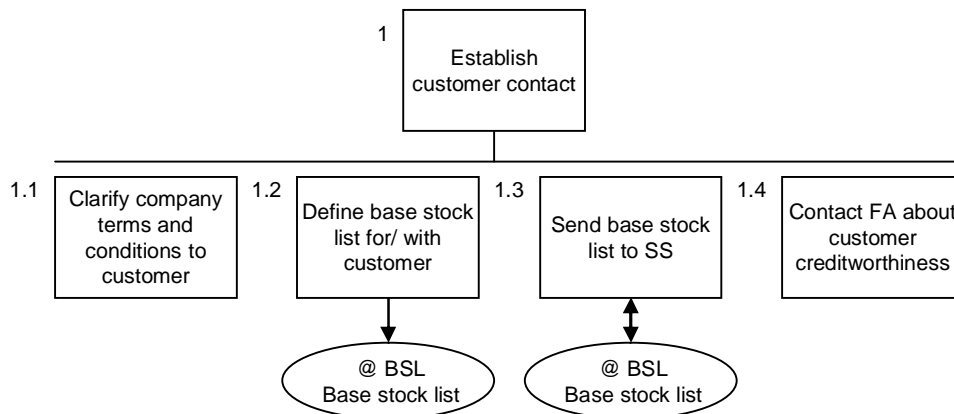 1
Establish
customer contact
1.1
Clarify company
terms and
conditions to
customer
1.2
Define base stock
list for/ with
customer
1.3
Send base stock
list to SS
1.4
Contact FA about
customer
creditworthiness
@ BSL
Base stock list
@ BSL
Base stock list